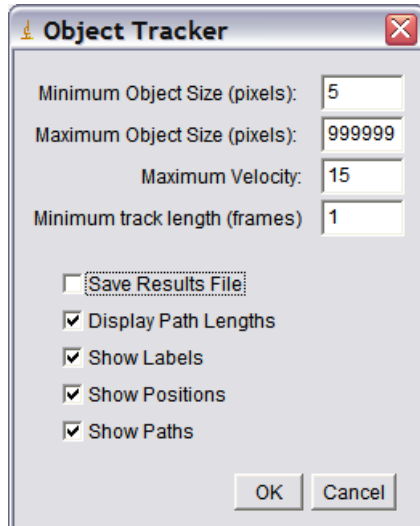 Object Tracker
Minimum Object Size (pixels): 5
Maximum Object Size (pixels): 999999
Maximum Velocity: 15
Minimum track length (frames) 1
Save Results File
Display Path Lengths
Show Labels
Show Positions
Show Paths
OK Cancel